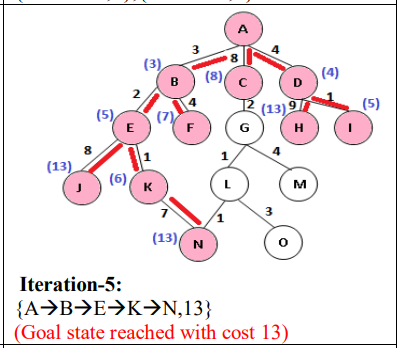 A
3
8
4
(3)
B
(8)
C
D
(4)
2
4
2
(13)
9
1
(5)
(5)
E
(7)
F
G
H
I
8
1
1
4
(13)
J
(6)
K
L
M
7
1
3
(13)
N
O
Iteration-5:
{A→B→E→K→N,13}
(Goal state reached with cost 13)